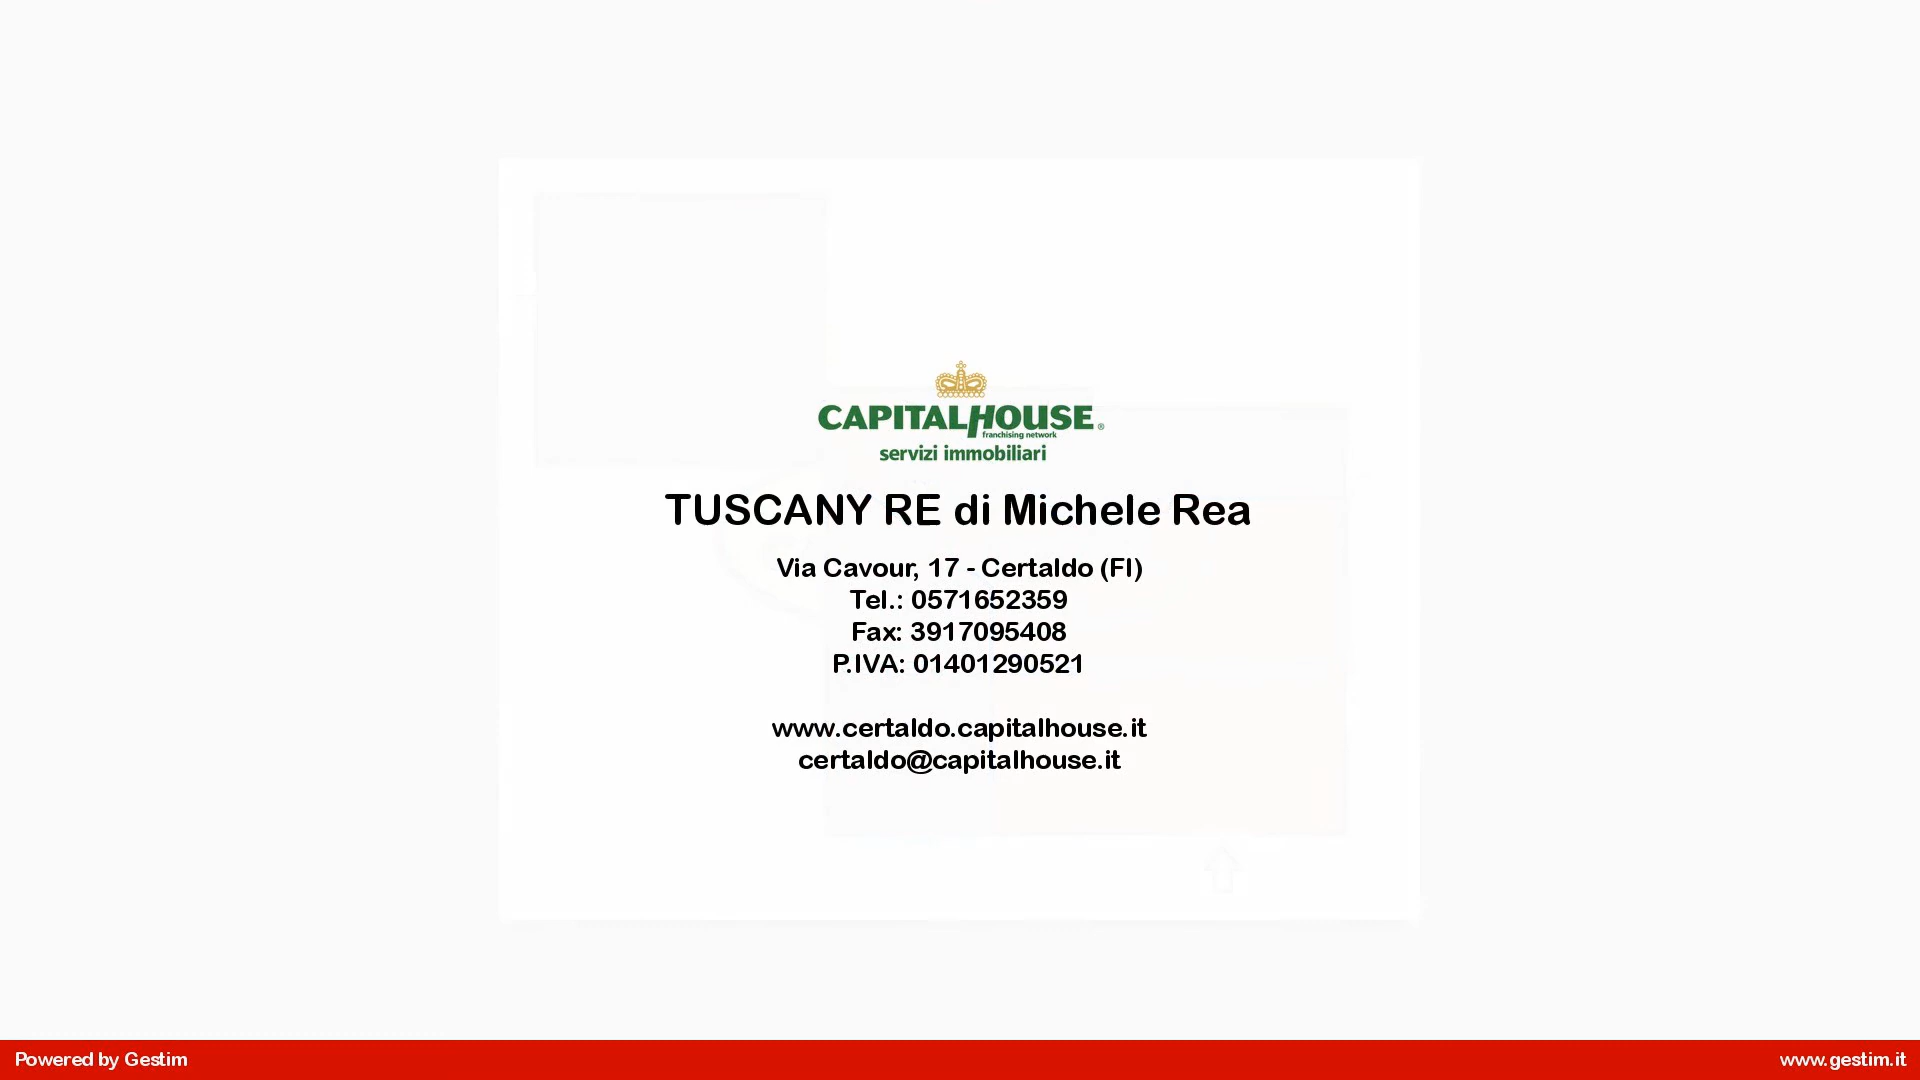 CAPITALHOUSE®
franchising network
servizi immobiliari
TUSCANY RE di Michele Rea
Via Cavour, 17 - Certaldo (FI)
Tel.: 0571652359
Fax: 3917095408
P.IVA: 01401290521
www.certaldo.capitalhouse.it
certaldo@capitalhouse.it
Powered by Gestim
www.gestim.it